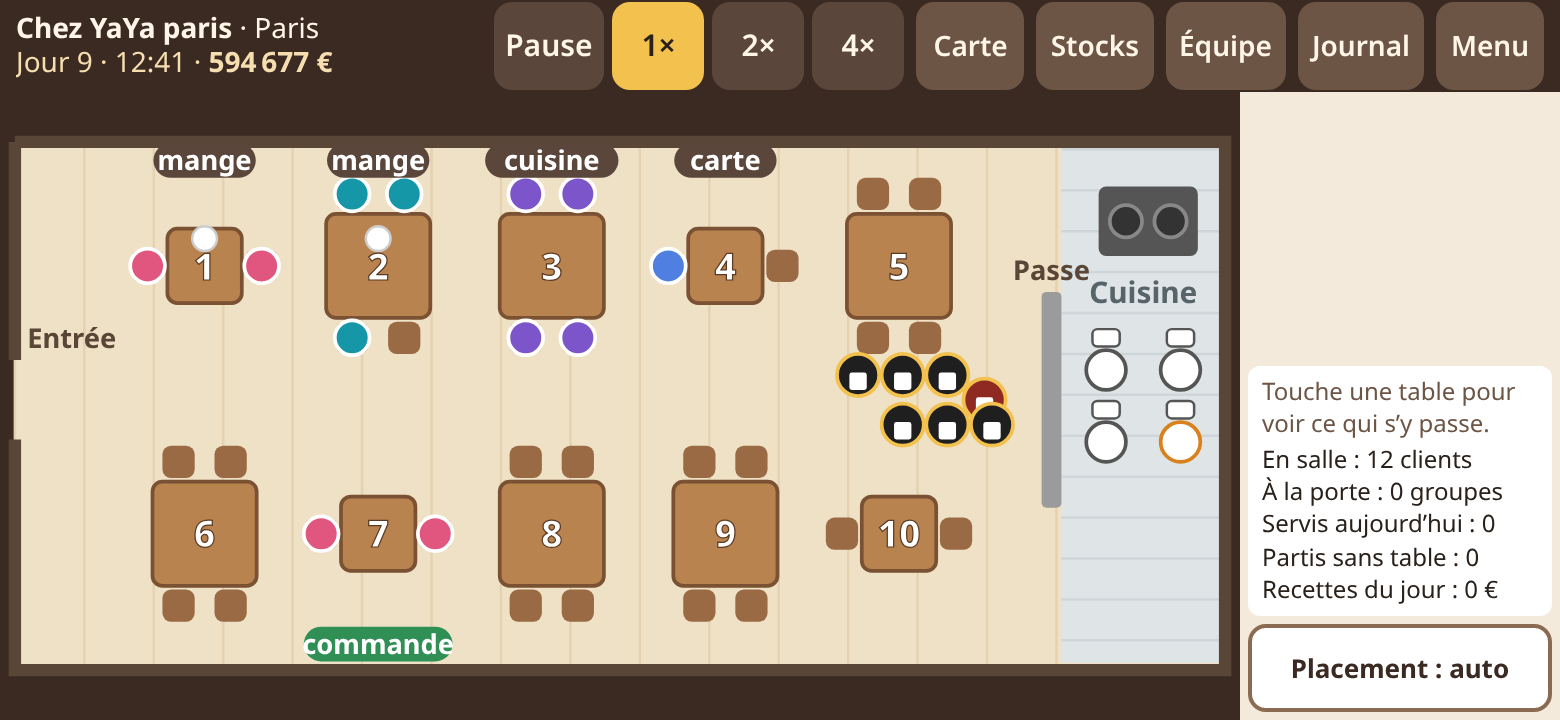 Chez YaYa paris · Paris
Jour 9 · 12:41 · 594 677 €
Pause
1×
2×
4×
Carte
Stocks
Équipe
Journal
Menu
mange
mange
cuisine
carte
1
2
3
4
5
Passe
Cuisine
Entrée
6
7
8
9
10
commande
Touche une table pour
voir ce qui s’y passe.
En salle : 12 clients
À la porte : 0 groupes
Servis aujourd’hui : 0
Partis sans table : 0
Recettes du jour : 0 €
Placement : auto